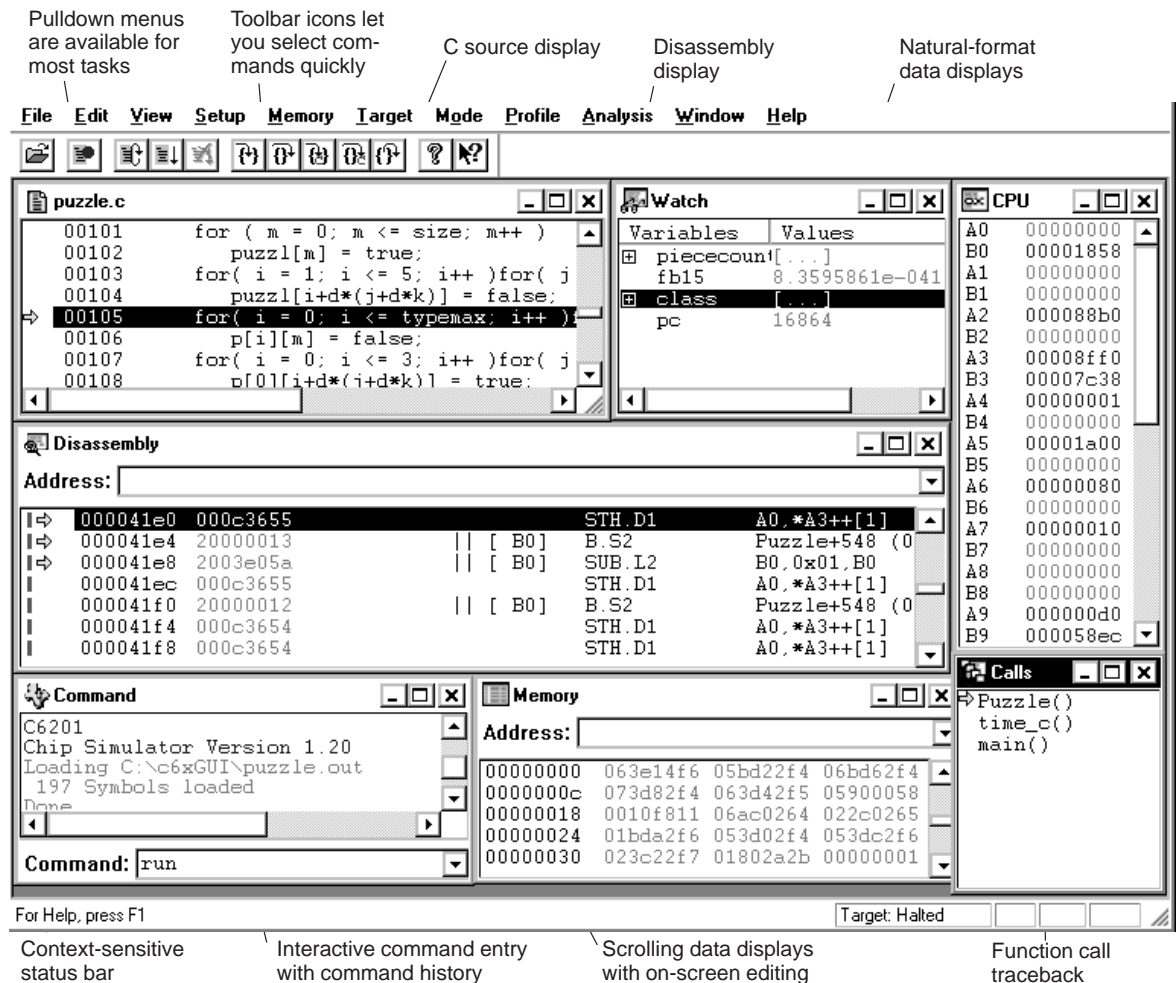 Pulldown menus
are available for
most tasks
Toolbar icons let
you select com-
mands quickly
C source display
Disassembly
display
Natural-format
data displays
File Edit View Setup Memory Target Mode Profile Analysis Window Help
puzzle.c
00101 for ( m = 0; m <= size; m++ )
00102 puzzl[m] = true;
00103 for( i = 1; i <= 5; i++ )for( j
00104 puzzl[i+d*(j+d*k)] = false;
00105 for( i = 0; i <= typemax; i++ )
00106 p[i][m] = false;
00107 for( i = 0; i <= 3; i++ )for( j
00108 p[0][i+d*(j+d*k)] = true;
Watch
Variables Values
piececount [...]
fb15 8.3595861e-041
class [...]
pc 16864
CPU
A0 00000000
B0 00001858
A1 00000000
B1 00000000
A2 000088b0
B2 00000000
A3 00008ff0
B3 00007c38
A4 00000001
B4 00000000
A5 00001a00
B5 00000000
A6 00000080
B6 00000000
A7 00000010
B7 00000000
A8 00000000
B8 00000000
A9 000000d0
B9 000058ec
Disassembly
Address:
000041e0 000c3655 STH.D1 A0,*A3++[1]
000041e4 20000013 || [ B0] B.S2 Puzzle+548 (0
000041e8 2003e05a || [ B0] SUB.L2 B0,0x01,B0
000041ec 000c3655 STH.D1 A0,*A3++[1]
000041f0 20000012 || [ B0] B.S2 Puzzle+548 (0
000041f4 000c3654 STH.D1 A0,*A3++[1]
000041f8 000c3654 STH.D1 A0,*A3++[1]
Command
C6201
Chip Simulator Version 1.20
Loading C:\c6xGUI\puzzle.out
197 Symbols loaded
Done
Command: run
Memory
Address:
00000000 063e14f6 05bd22f4 06bd62f4
0000000c 073d82f4 063d42f5 05900058
00000018 0010f811 06ac0264 022c0265
00000024 01bda2f6 053d02f4 053dc2f6
00000030 023c22f7 01802a2b 00000001
Calls
Puzzle()
time_c()
main()
For Help, press F1
Target: Halted
Context-sensitive
status bar
Interactive command entry
with command history
Scrolling data displays
with on-screen editing
Function call
traceback